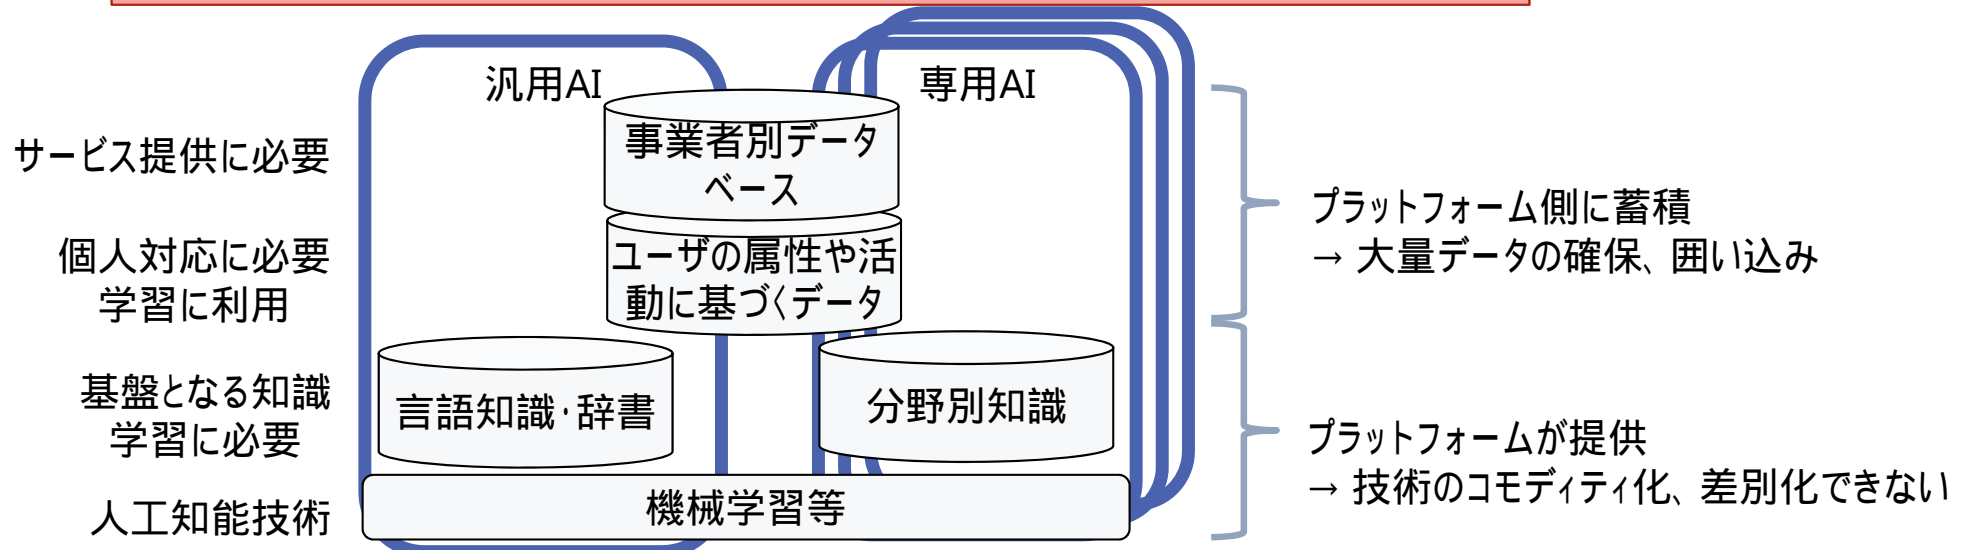 汎用AI
専用AI
サービス提供に必要
事業者別データ
ベース
個人対応に必要
学習に利用
ユーザの属性や活
動に基づくデータ
プラットフォーム側に蓄積
→ 大量データの確保、囲い込み
基盤となる知識
学習に必要
言語知識・辞書
分野別知識
プラットフォームが提供
→ 技術のコモディティ化、差別化できない
人工知能技術
機械学習等